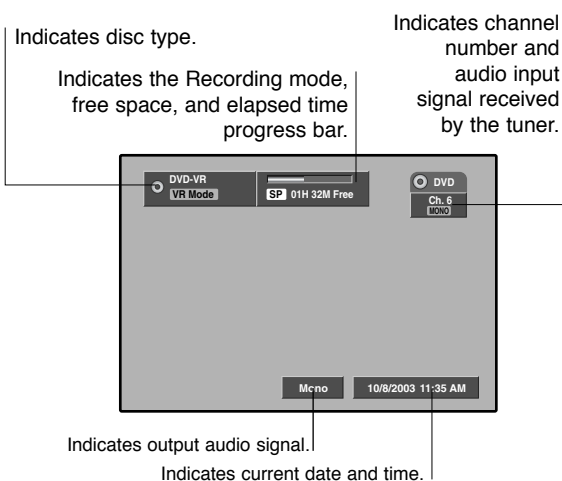 Indicates disc type.
Indicates the Recording mode,
free space, and elapsed time
progress bar.
Indicates channel
number and
audio input
signal received
by the tuner.
DVD-VR
VR Mode
SP 01H 32M Free
DVD
Ch. 6
MONO
Mono
10/8/2003 11:35 AM
Indicates output audio signal.
Indicates current date and time.